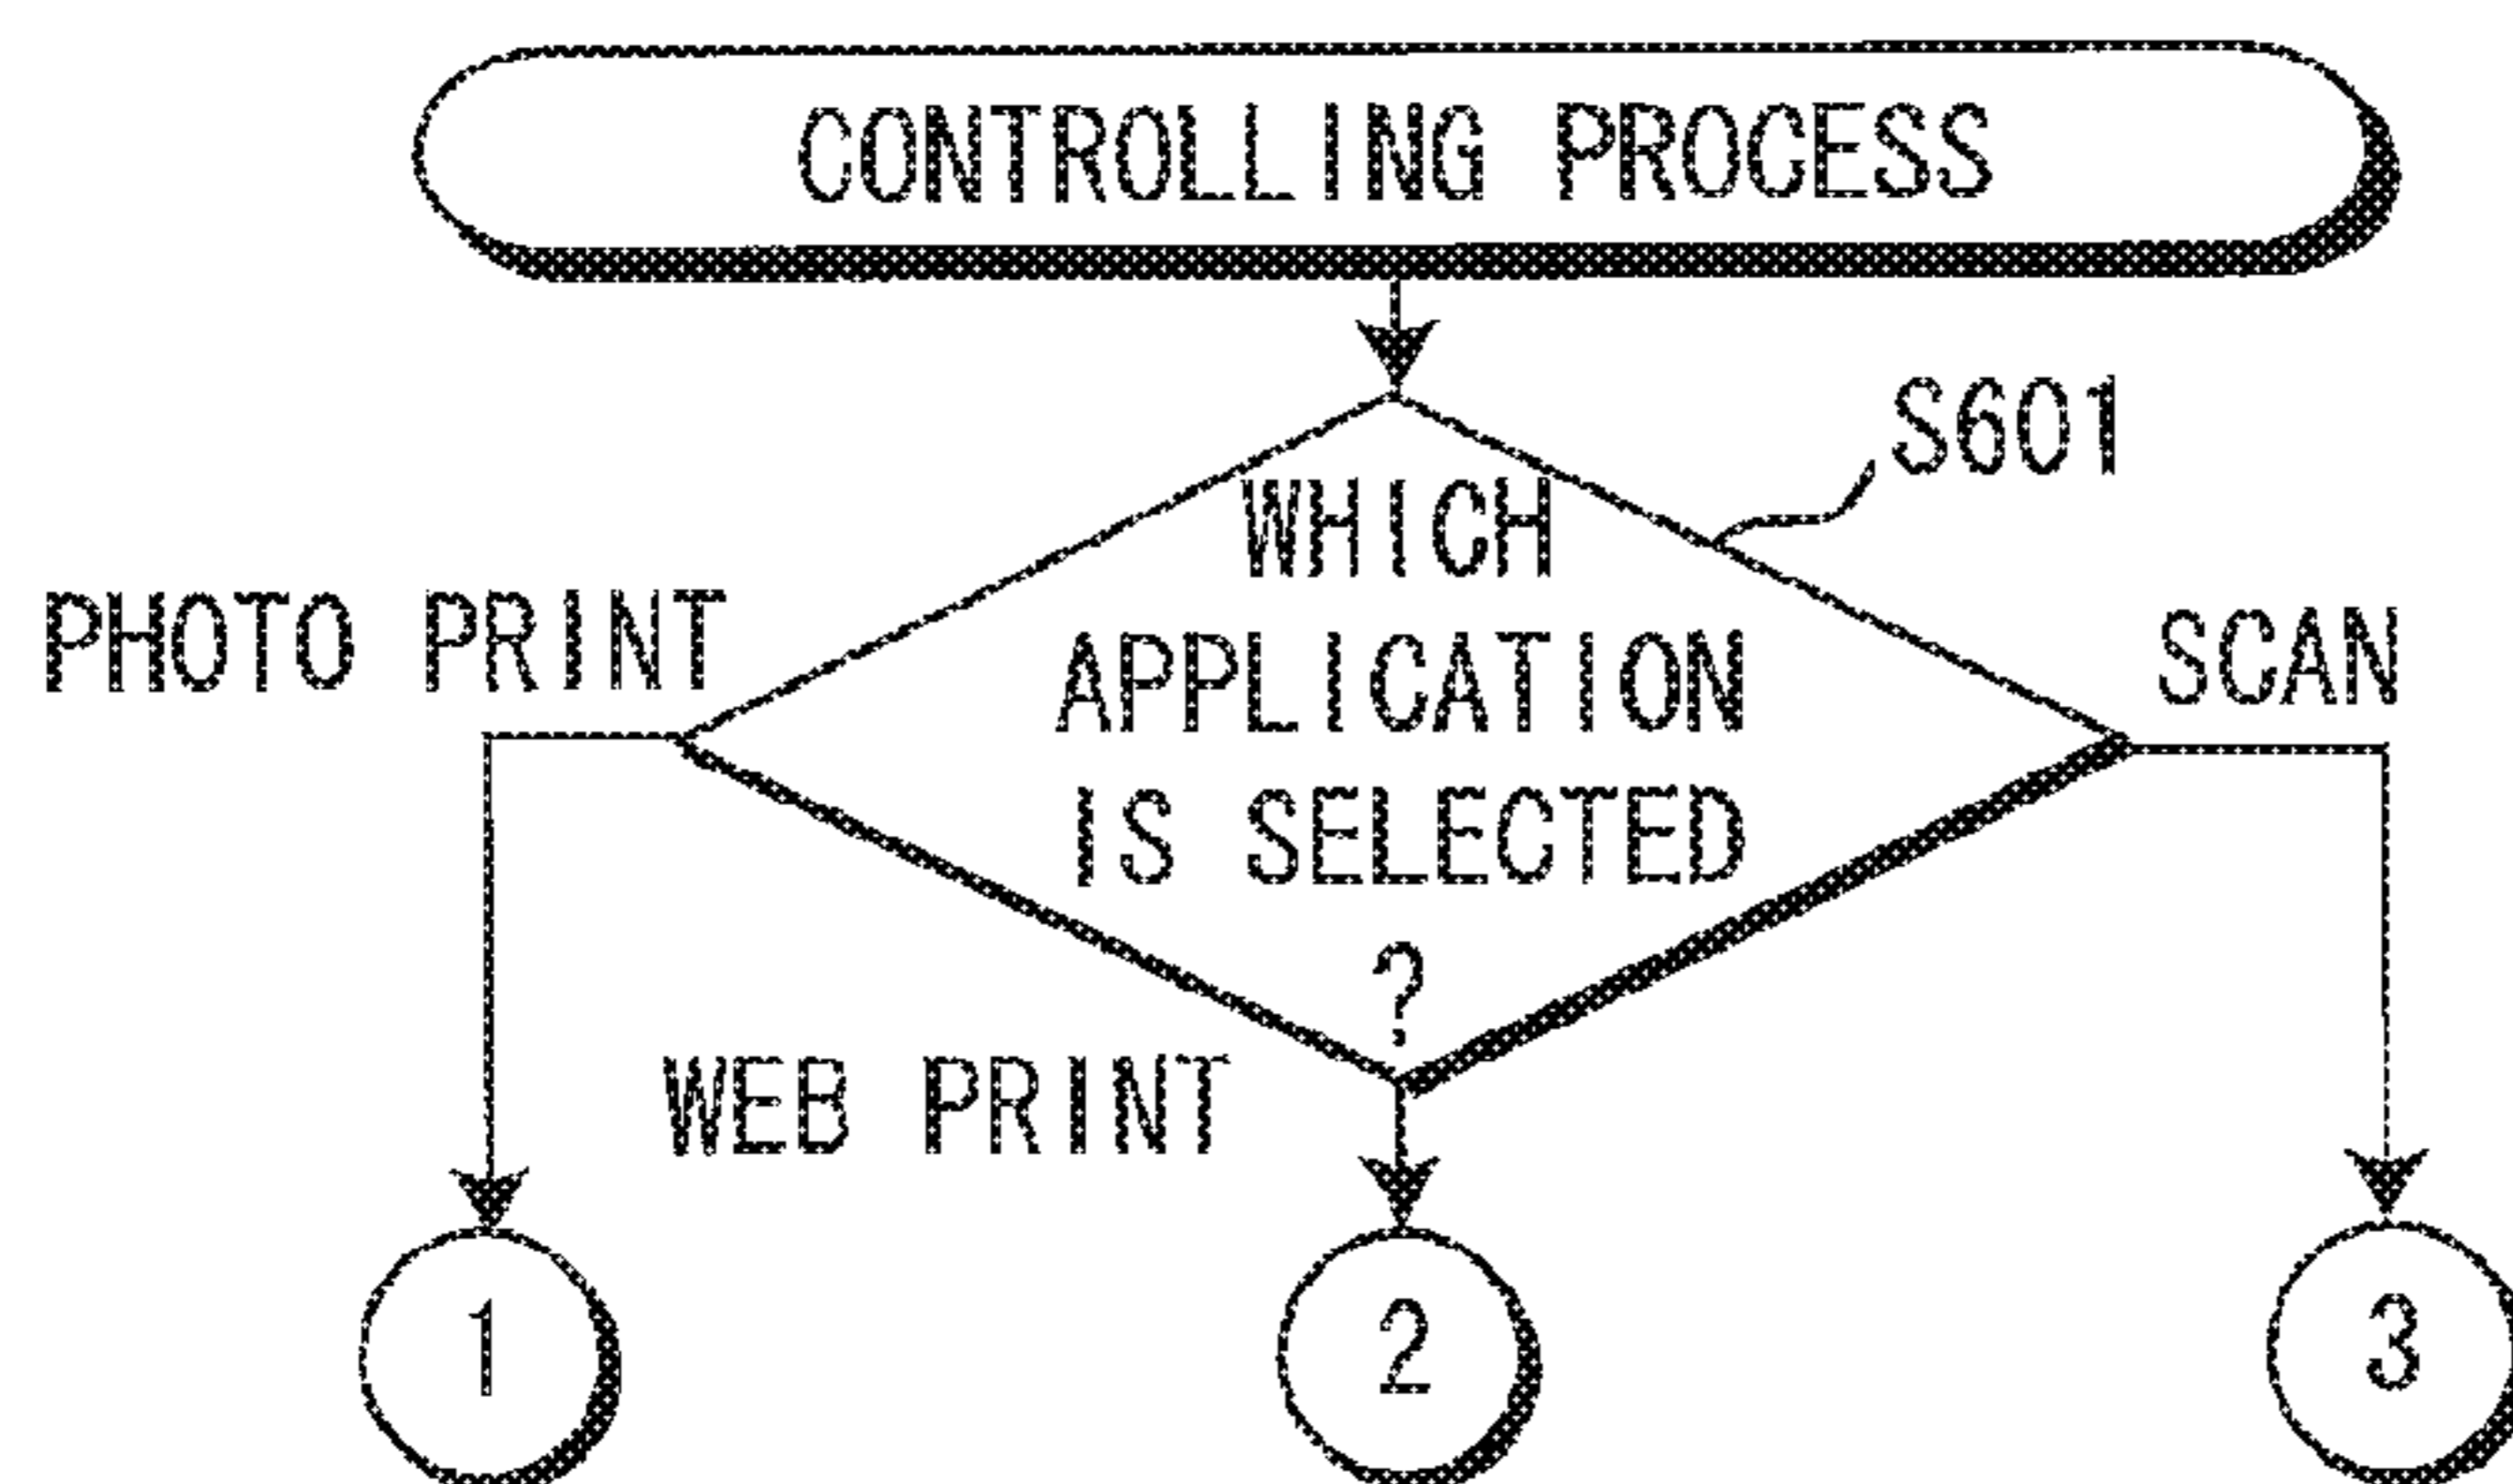 CONTROLLING PROCESS
S601
WHICH
APPLICATION
IS SELECTED
?
PHOTO PRINT
SCAN
WEB PRINT
1
2
3